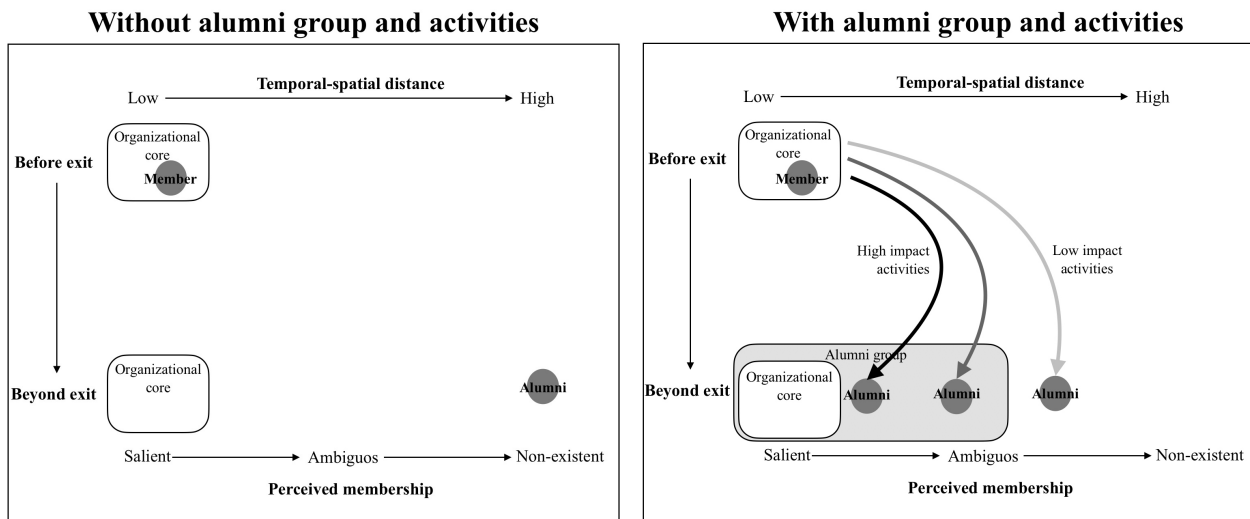 Without alumni group and activities
Temporal-spatial distance
Low
High
Organizational
core
Before exit
Member
Organizational
core
Beyond exit
Alumni
Salient
Ambiguos
Non-existent
Perceived membership
With alumni group and activities
Temporal-spatial distance
Low
High
Organizational
core
Before exit
Member
High impact
activities
Low impact
activities
Alumni group
Organizational
core
Beyond exit
Alumni
Alumni
Alumni
Salient
Ambiguos
Non-existent
Perceived membership